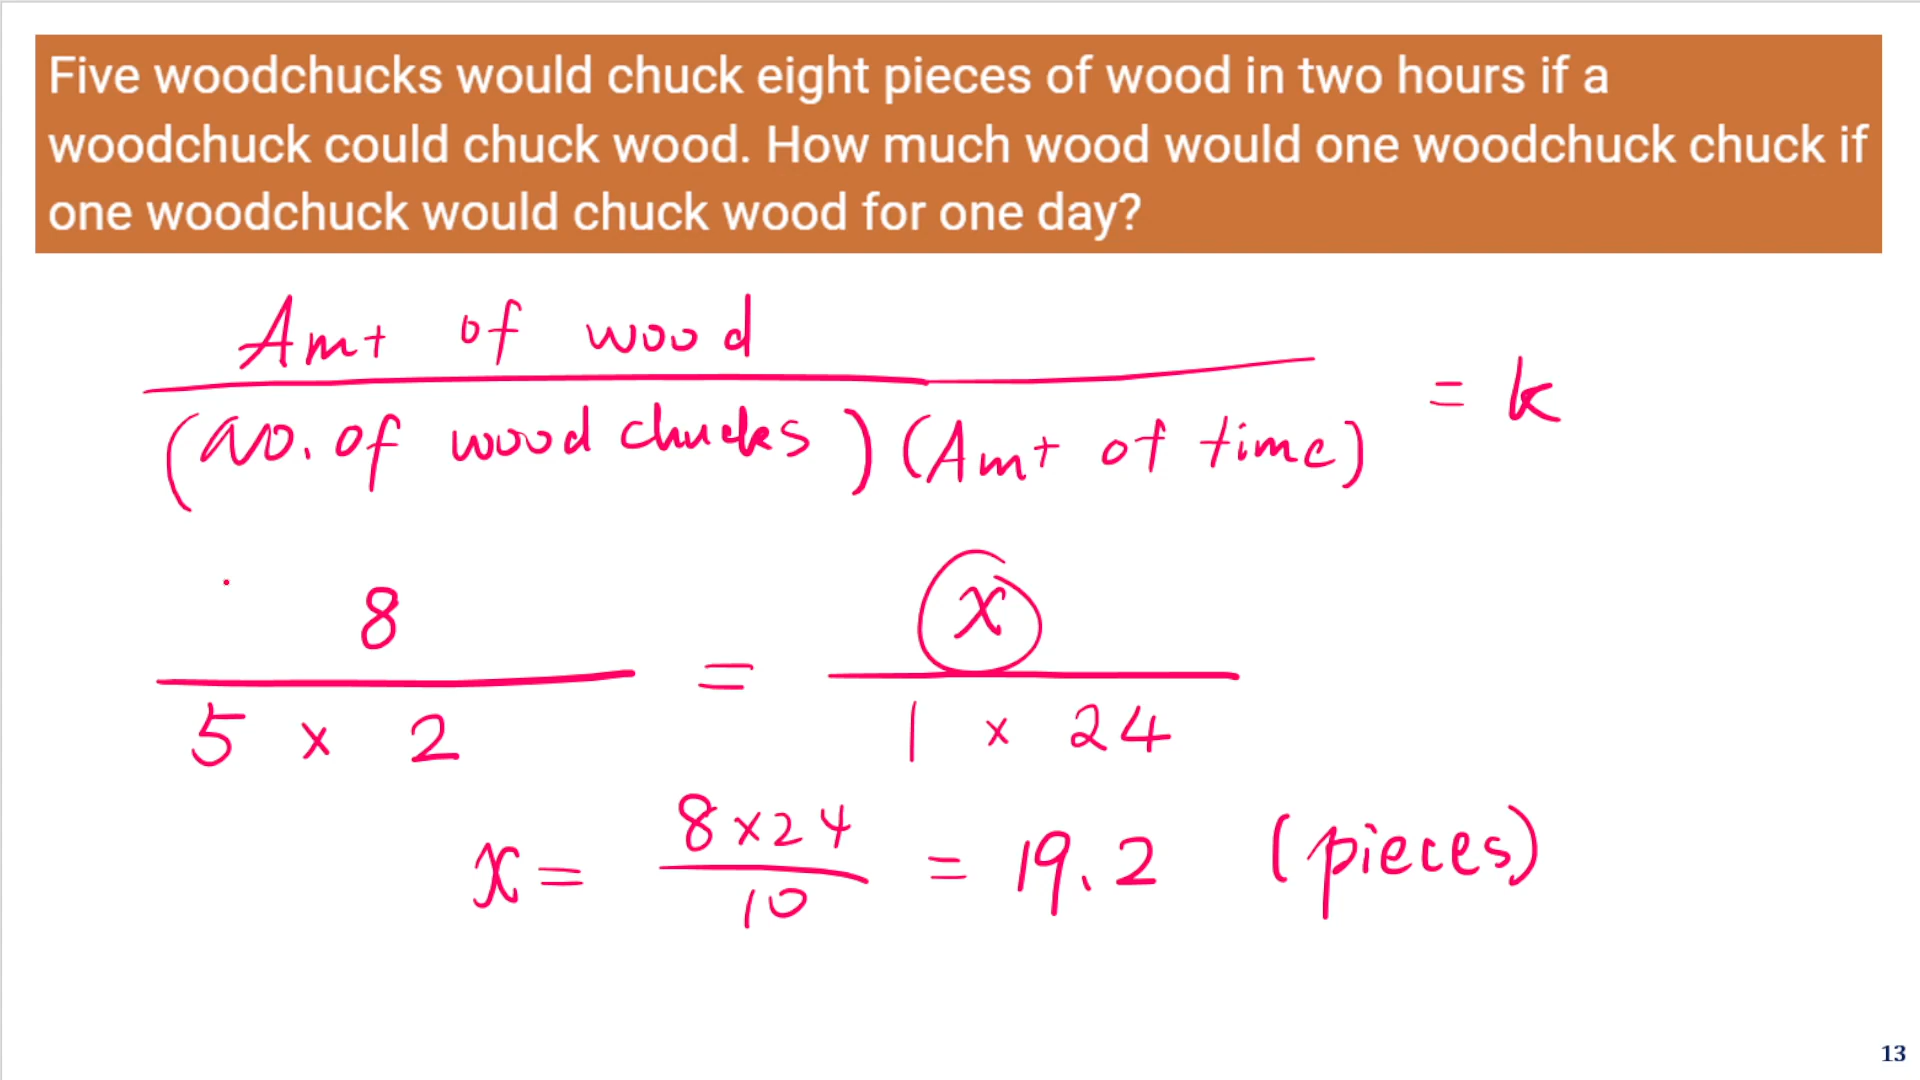 Five woodchucks would chuck eight pieces of wood in two hours if a
woodchuck could chuck wood. How much wood would one woodchuck chuck if
one woodchuck would chuck wood for one day?
Amt of wood
(no. of woodchucks) (Amt of time) = k
8 = x
5 x 2 1 x 24
x = 8x24 = 19.2 (pieces)
10
13